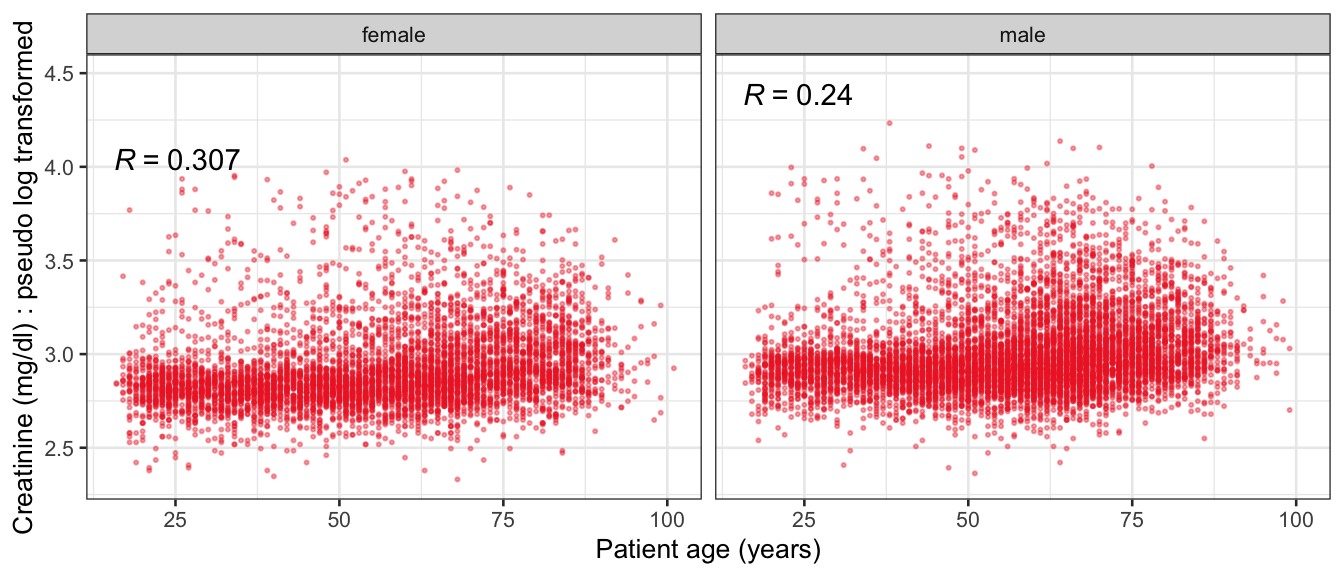 female
male
Creatinine (mg/dl) : pseudo log transformed
4.5
4.0
3.5
3.0
2.5
R = 0.307
R = 0.24
25
50
75
100
25
50
75
100
Patient age (years)